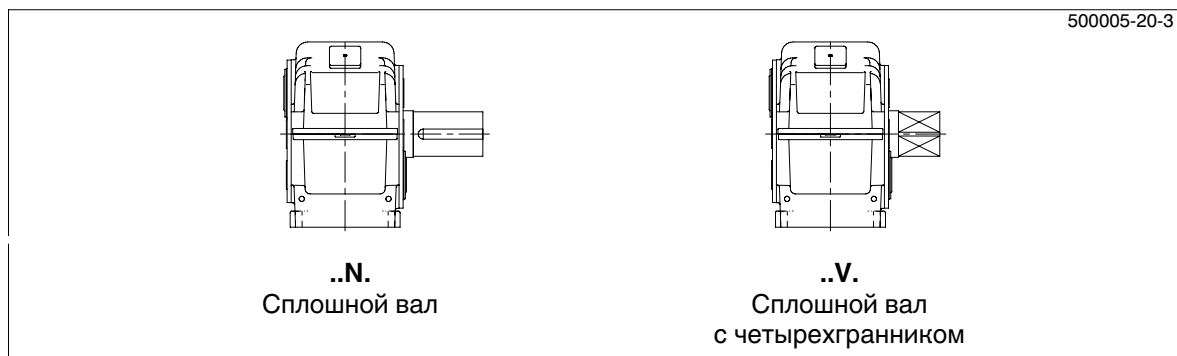 500005-20-3
..N.
Сплошной вал
..V.
Сплошной вал
с четырехгранником